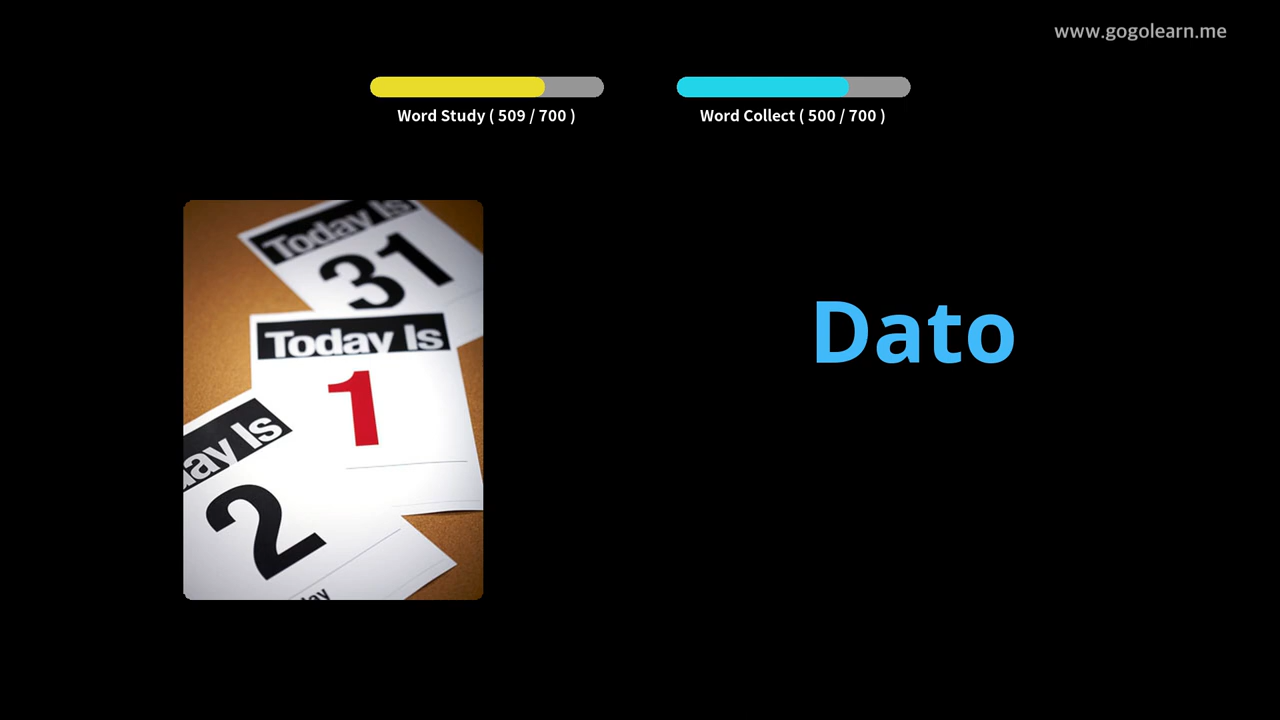 www.gogolearn.me
Word Study ( 509 / 700 )
Word Collect ( 500 / 700 )
Today Is
31
Today Is
1
day Is
2
Dato